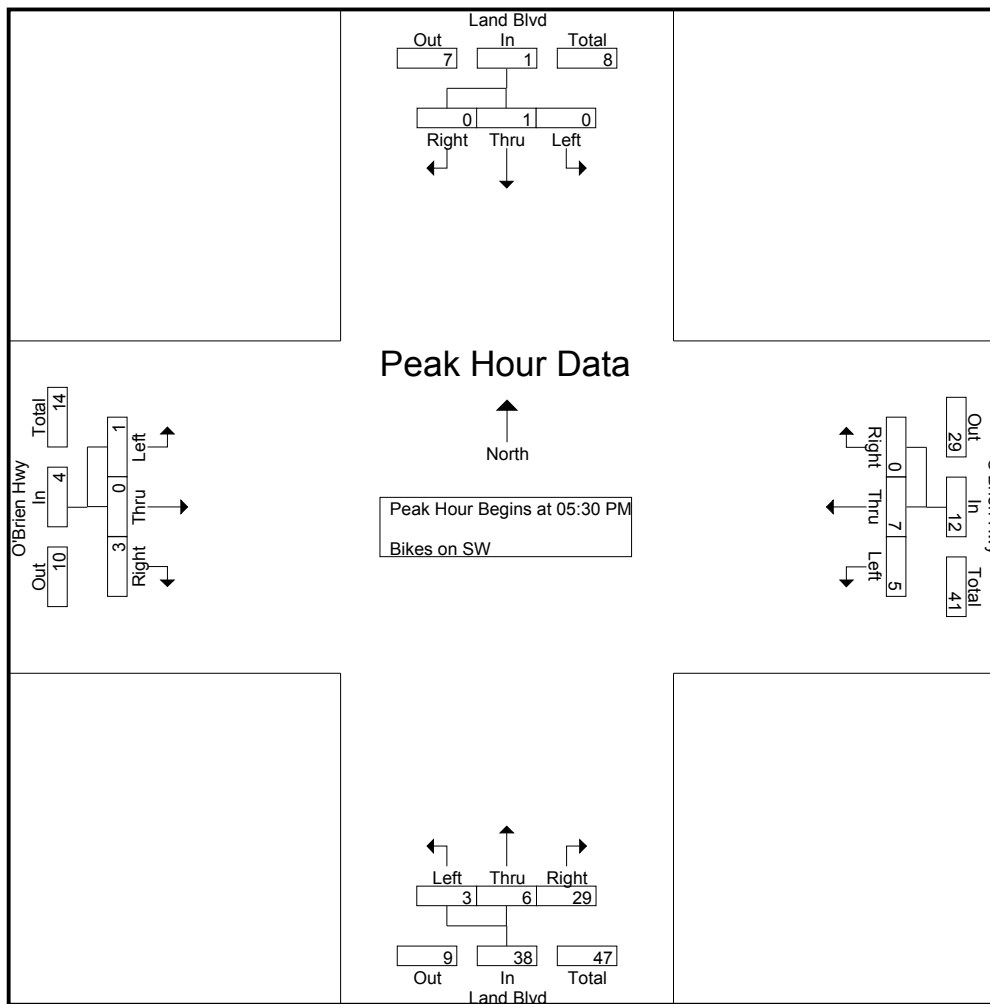 Land Blvd
Out In Total
7 1 8
0 1 0
Right Thru Left
Peak Hour Data
North
Peak Hour Begins at 05:30 PM
Bikes on SW
O'Brien Hwy
Total In Out
14 4 10
1 0 3
Left Thru Right
Right Thru Left
0 7 5
29 12 41
Out In Total
Left Thru Right
3 6 29
9 38 47
Out In Total
Land Blvd